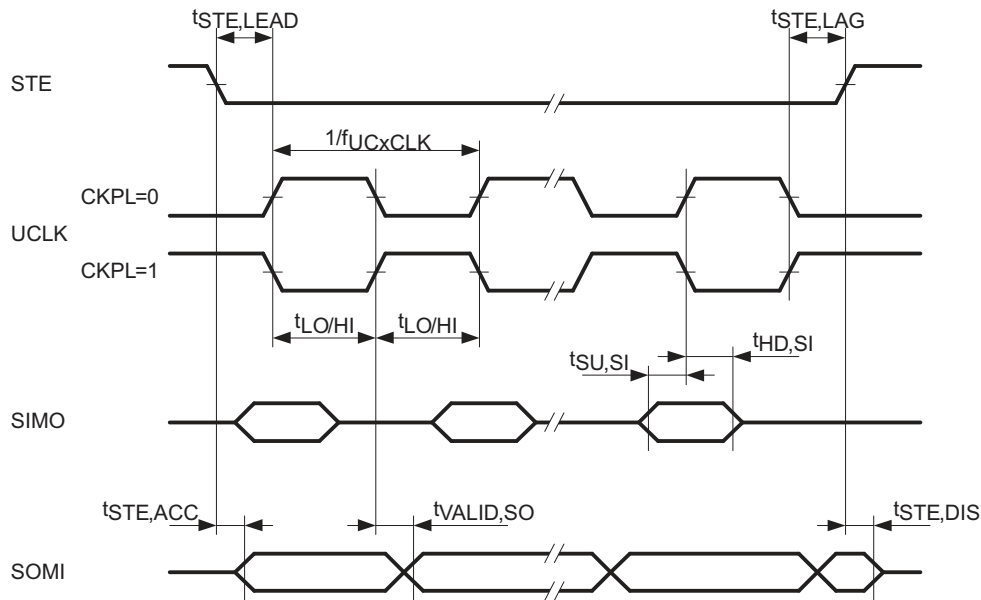 tSTE,LEAD
tSTE,LAG
STE
1/fUCxCLK
CKPL=0
UCLK
CKPL=1
tLO/HI
tLO/HI
tSU,SI
tHD,SI
SIMO
tSTE,ACC
tVALID,SO
tSTE,DIS
SOMI